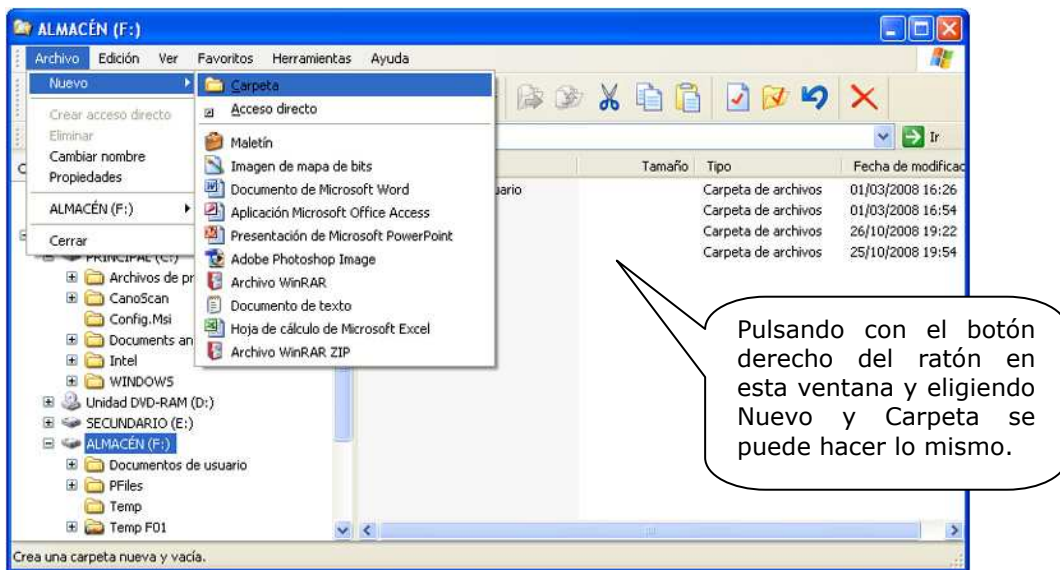 ALMACÉN (F:)
Archivo Edición Ver Favoritos Herramientas Ayuda
Nuevo
Crear acceso directo
Eliminar
Cambiar nombre
Propiedades
ALMACÉN (F:)
Cerrar
Carpeta
Acceso directo
Maletín
Imagen de mapa de bits
Documento de Microsoft Word
Aplicación Microsoft Office Access
Presentación de Microsoft PowerPoint
Adobe Photoshop Image
Archivo WinRAR
Documento de texto
Hoja de cálculo de Microsoft Excel
Archivo WinRAR ZIP
Ir
Tamaño Tipo Fecha de modificac
Carpeta de archivos 01/03/2008 16:26
Carpeta de archivos 01/03/2008 16:54
Carpeta de archivos 26/10/2008 19:22
Carpeta de archivos 25/10/2008 19:54
PRINCIPAL (C:)
Archivos de pr
CanoScan
Config.Msi
Documents an
Intel
WINDOWS
Unidad DVD-RAM (D:)
SECUNDARIO (E:)
ALMACÉN (F:)
Documentos de usuario
PFiles
Temp
Temp F01
Crea una carpeta nueva y vacía.
Pulsando con el botón
derecho del ratón en
esta ventana y eligiendo
Nuevo y Carpeta se
puede hacer lo mismo.